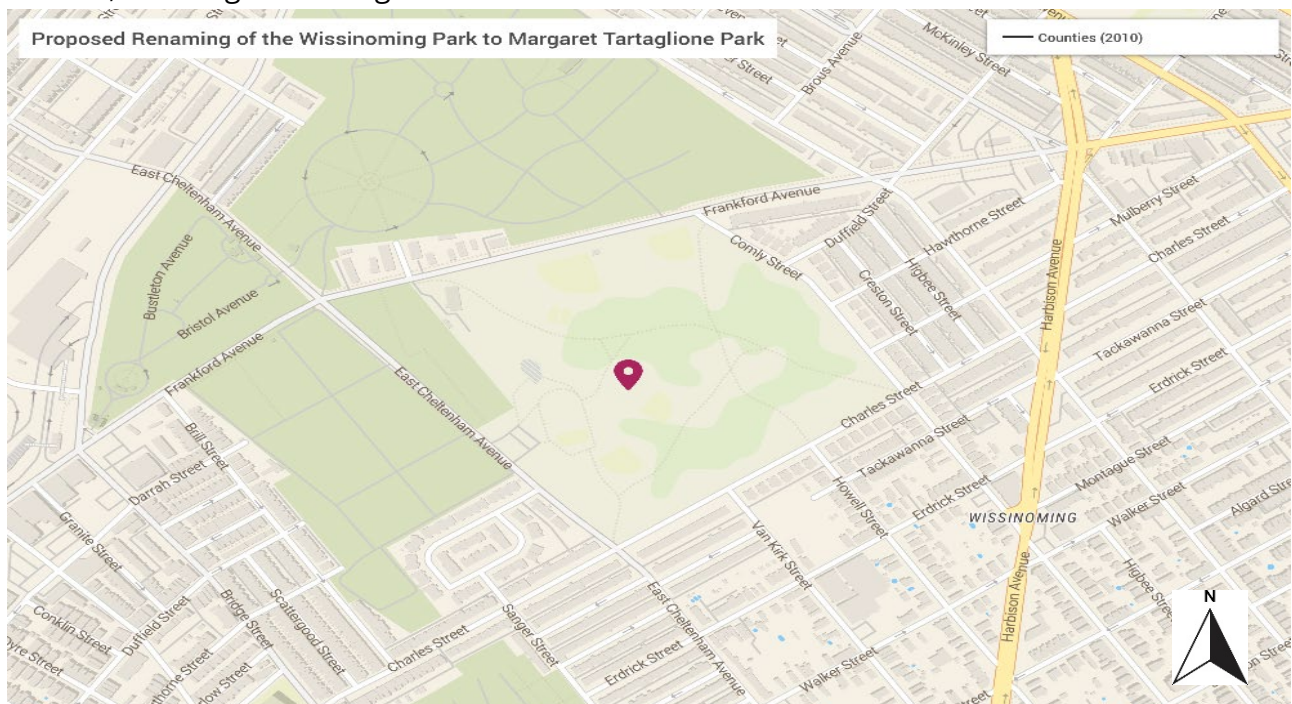 Proposed Renaming of the Wissinoming Park to Margaret Tartaglione Park
Counties (2010)
McKinley Street
Brous Avenue
East Cheltenham Avenue
Frankford Avenue
Mulberry Street
Duffield Street
Hawthorne Street
Charles Street
Comly Street
Bustleton Avenue
Higbee Street
Creston Street
Bristol Avenue
Harbison Avenue
Tackawanna Street
Frankford Avenue
East Cheltenham Avenue
Erdrick Street
Charles Street
Brill Street
Tackawanna Street
Montague Street
Darrah Street
Howell Street
Erdrick Street
Walker Street
Algard Street
WISSINOMING
Granite Street
Van Kirk Street
Higbee Street
N
Scattergood Street
Bridge Street
Sanger Street
East Cheltenham Avenue
Harbison Avenue
Conklin Street
Duffield Street
Charles Street
Erdrick Street
Walker Street
Street